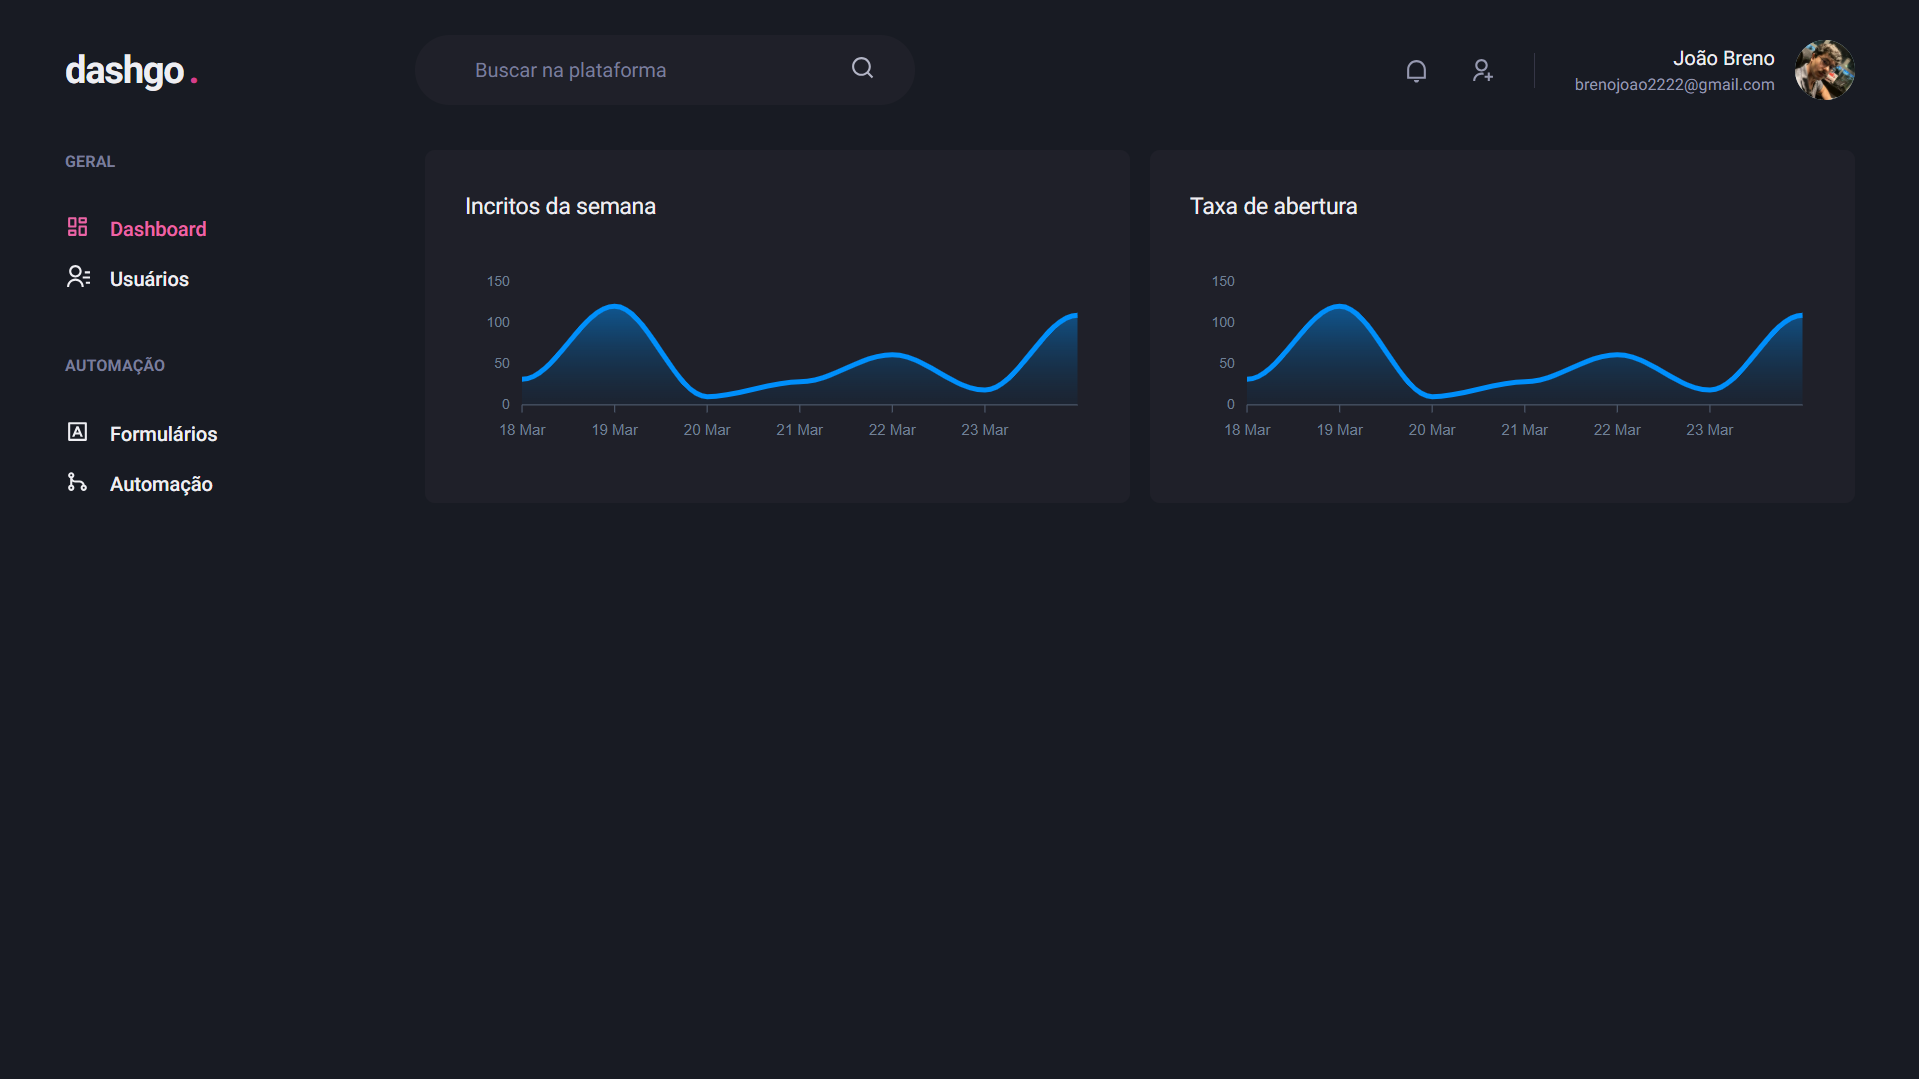 dashgo.
Buscar na plataforma
João Breno
brenojoao2222@gmail.com
GERAL
Dashboard
Usuários
AUTOMAÇÃO
Formulários
Automação
Incritos da semana
150
100
50
0
18 Mar 19 Mar 20 Mar 21 Mar 22 Mar 23 Mar
Taxa de abertura
150
100
50
0
18 Mar 19 Mar 20 Mar 21 Mar 22 Mar 23 Mar